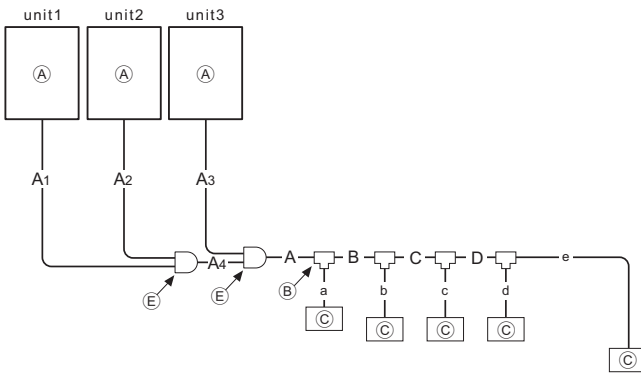 unit1 unit2 unit3
Ⓐ Ⓐ Ⓐ
A1 A2 A3
A4 A B C D e
Ⓔ Ⓔ Ⓑ a b c d
Ⓒ Ⓒ Ⓒ Ⓒ
Ⓒ